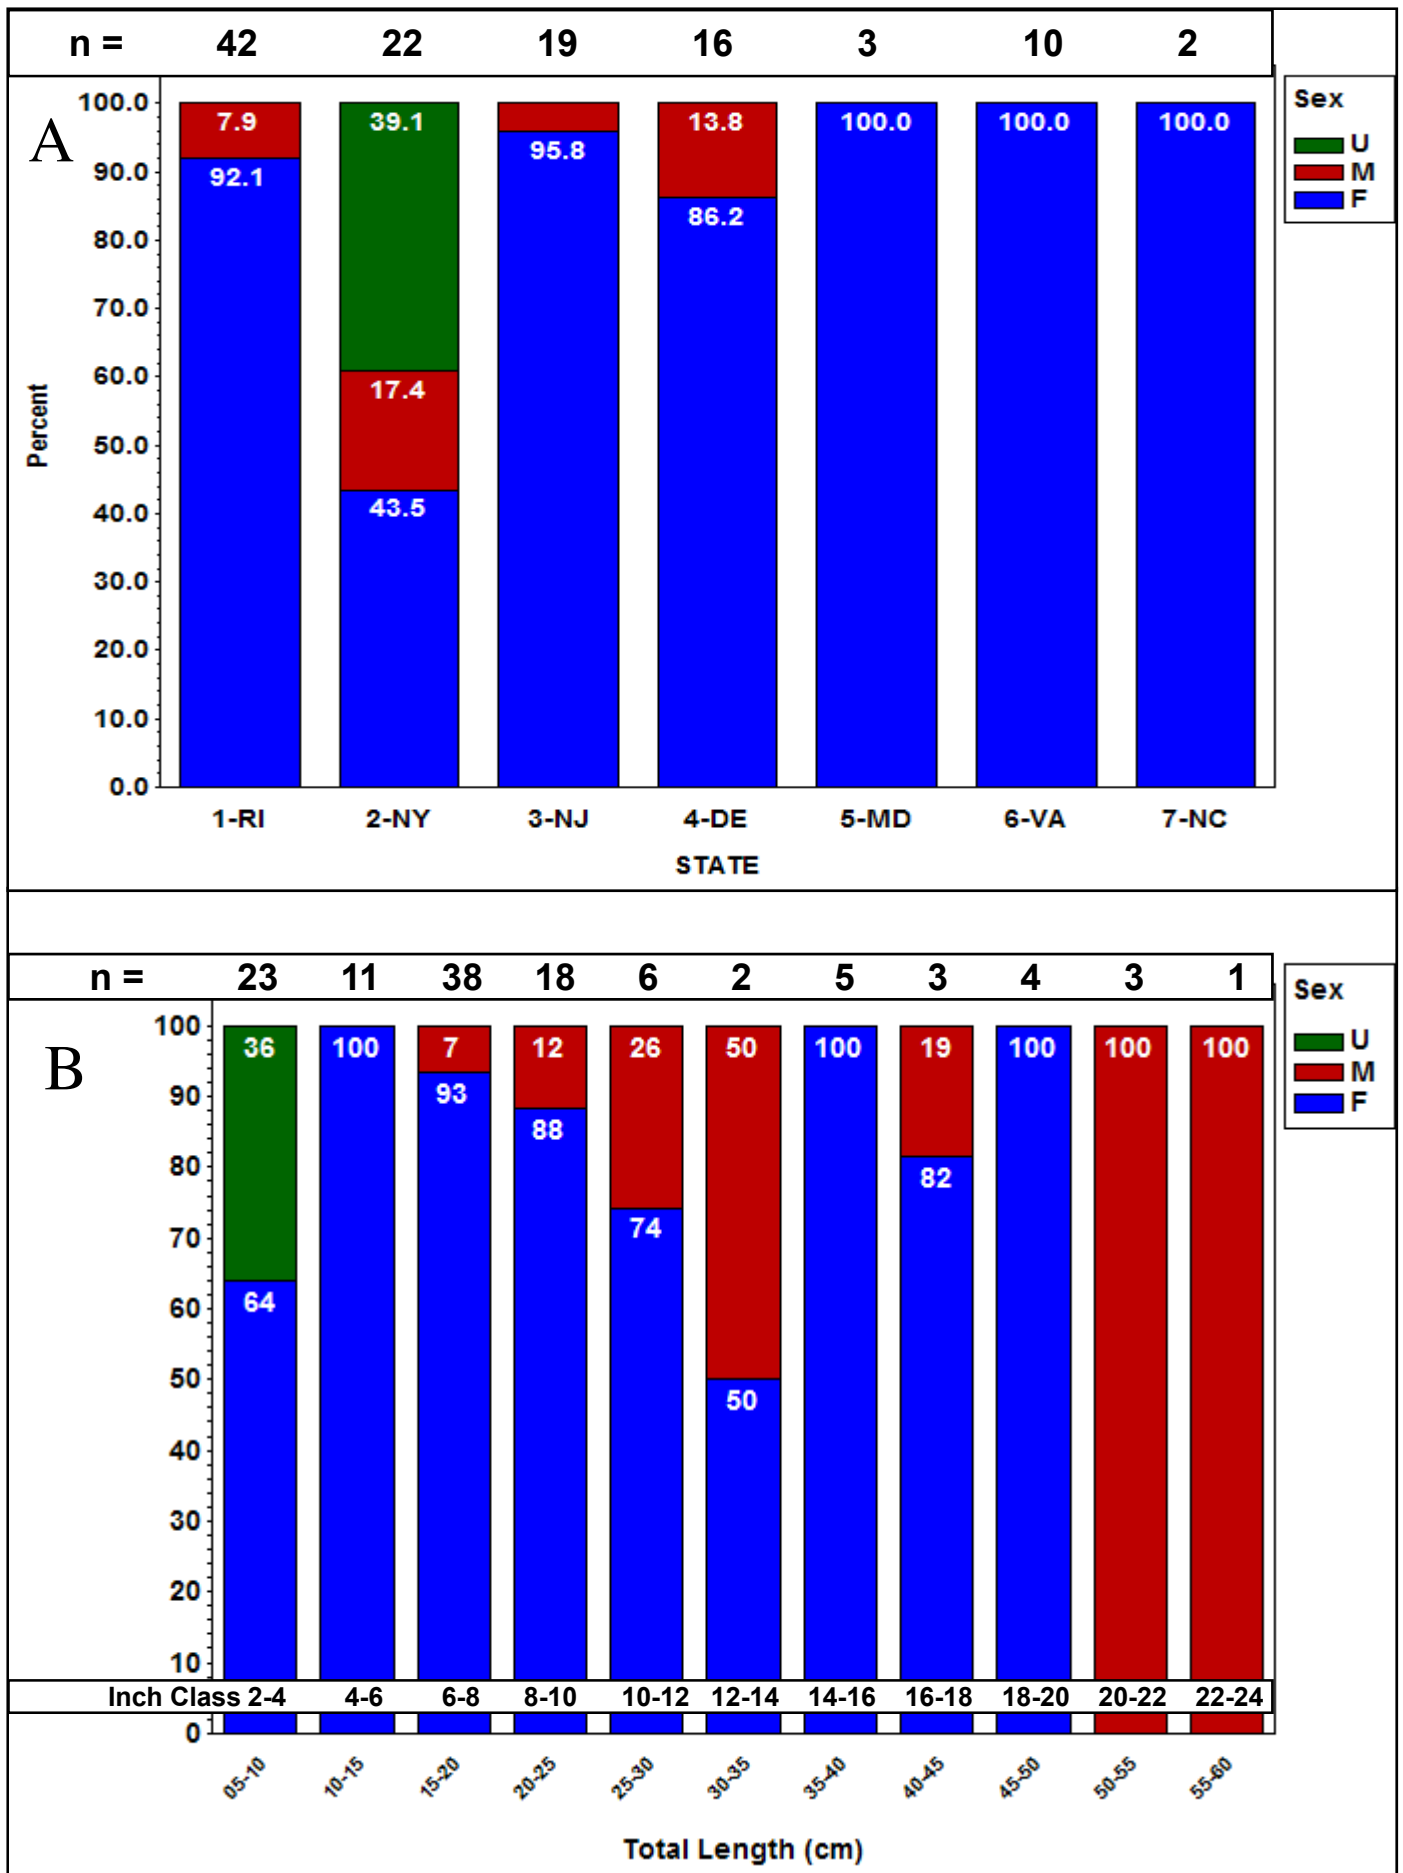 n = 42 22 19 16 3 10 2
A
Sex
U
M
F
100.0
90.0
80.0
70.0
60.0
50.0
40.0
30.0
20.0
10.0
0.0
Percent
7.9 39.1 13.8 100.0 100.0 100.0
92.1 95.8 86.2
17.4
43.5
1-RI 2-NY 3-NJ 4-DE 5-MD 6-VA 7-NC
STATE
n = 23 11 38 18 6 2 5 3 4 3 1
B
Sex
U
M
F
100
90
80
70
60
50
40
30
20
10
0
36 100 7 12 26 50 100 19 100 100 100
93 88
82
74
64
50
Inch Class 2-4 4-6 6-8 8-10 10-12 12-14 14-16 16-18 18-20 20-22 22-24
05-10 10-15 15-20 20-25 25-30 30-35 35-40 40-45 45-50 50-55 55-60
Total Length (cm)